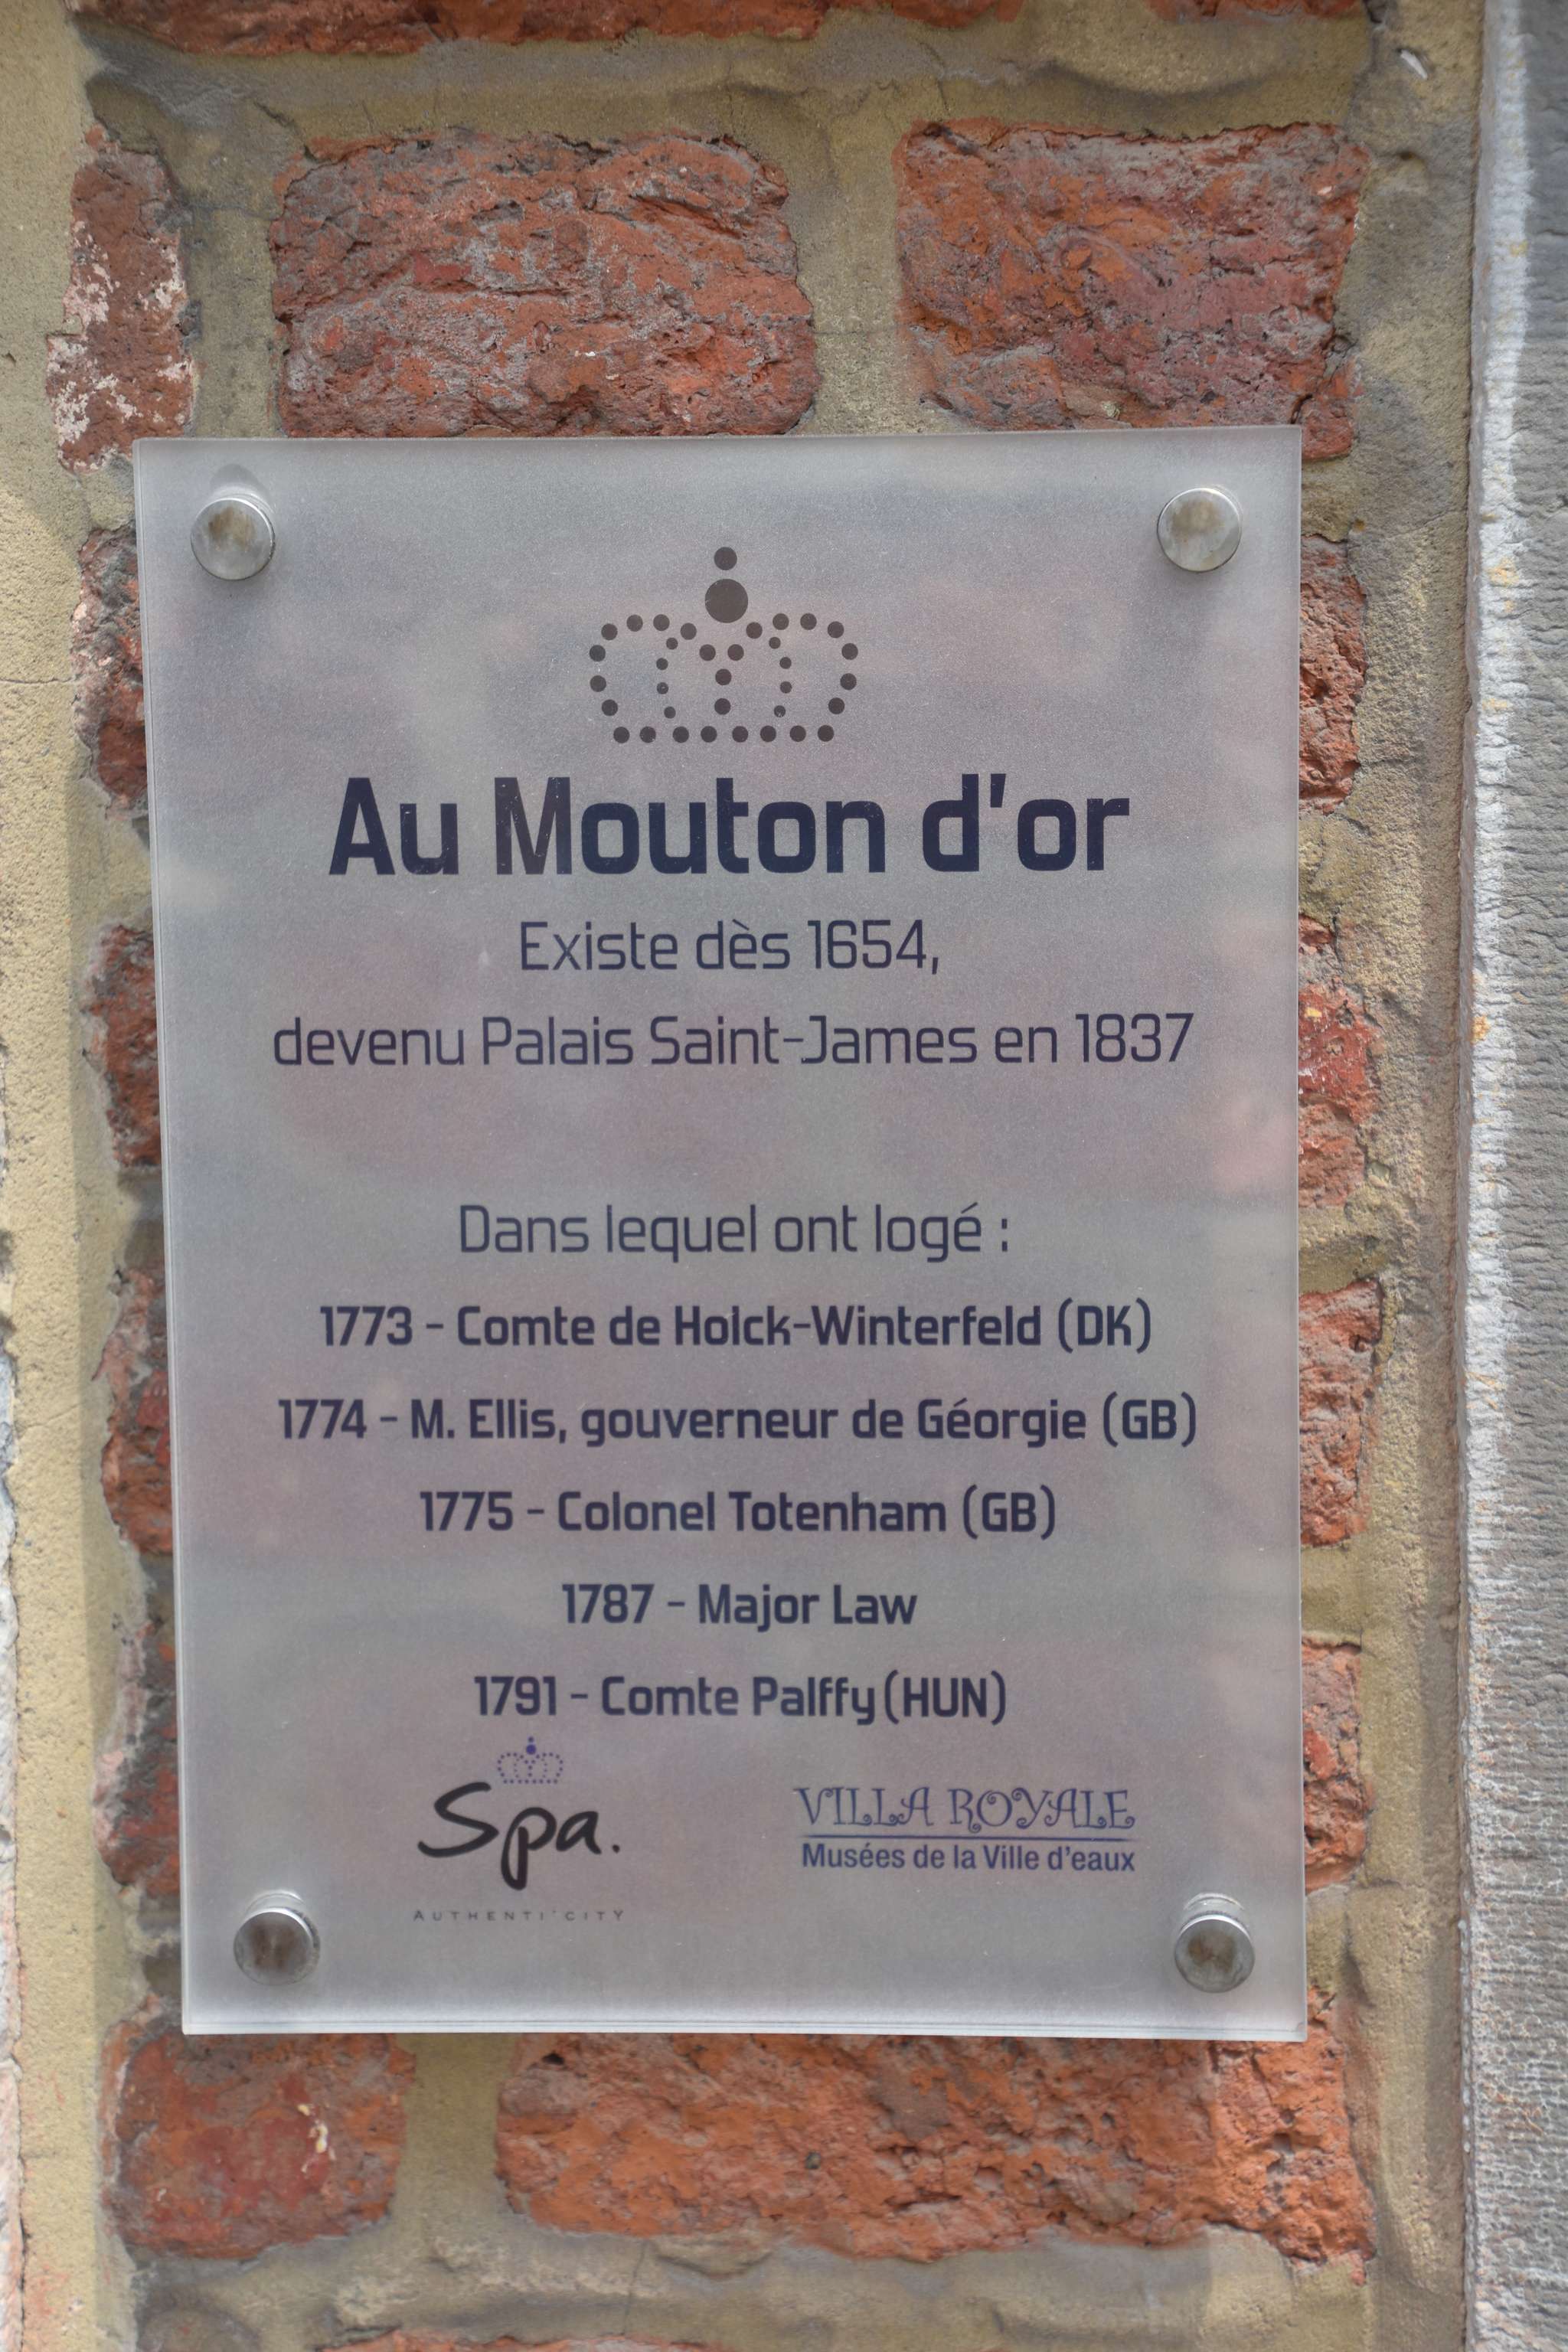 Au Mouton d'or
Existe dès 1654,
devenu Palais Saint-James en 1837
Dans lequel ont logé :
1773 - Comte de Holck-Winterfeld (DK)
1774 - M. Ellis, gouverneur de Géorgie (GB)
1775 - Colonel Totenham (GB)
1787 - Major Law
1791 - Comte Palffy (HUN)
Spa.
AUTHENTI'CITY
VILLA ROYALE
Musées de la Ville d'eaux